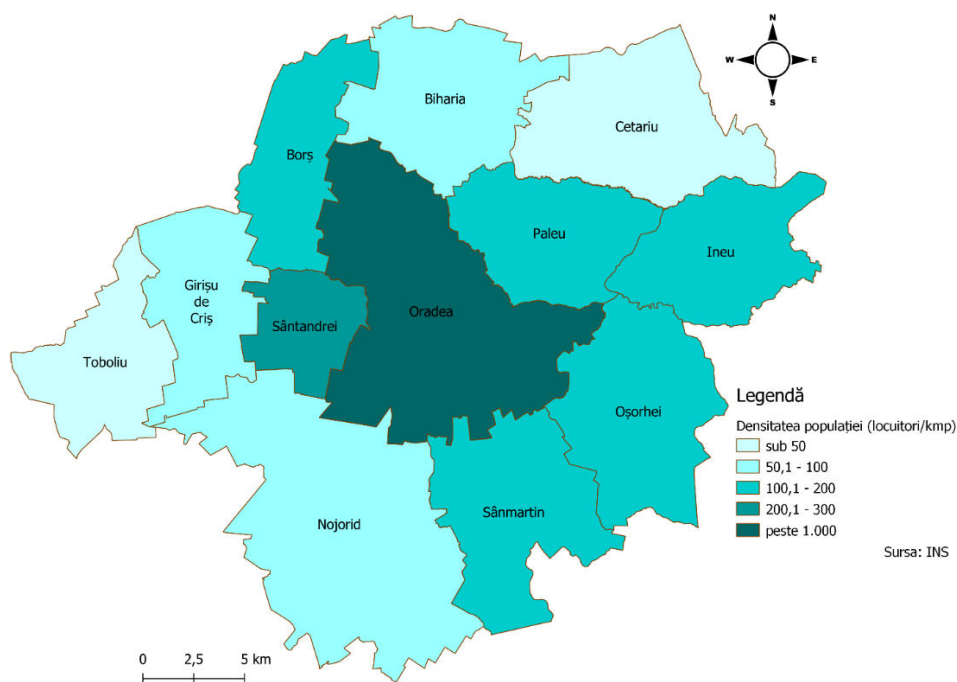 N
W
E
S
Biharia
Cetariu
Borș
Paleu
Ineu
Girișu
de
Criș
Sântandrei
Oradea
Toboliu
Oșorhei
Nojorid
Sânmartin
Legendă
Densitatea populației (locuitori/kmp)
sub 50
50,1 - 100
100,1 - 200
200,1 - 300
peste 1.000
Sursa: INS
0 2,5 5 km